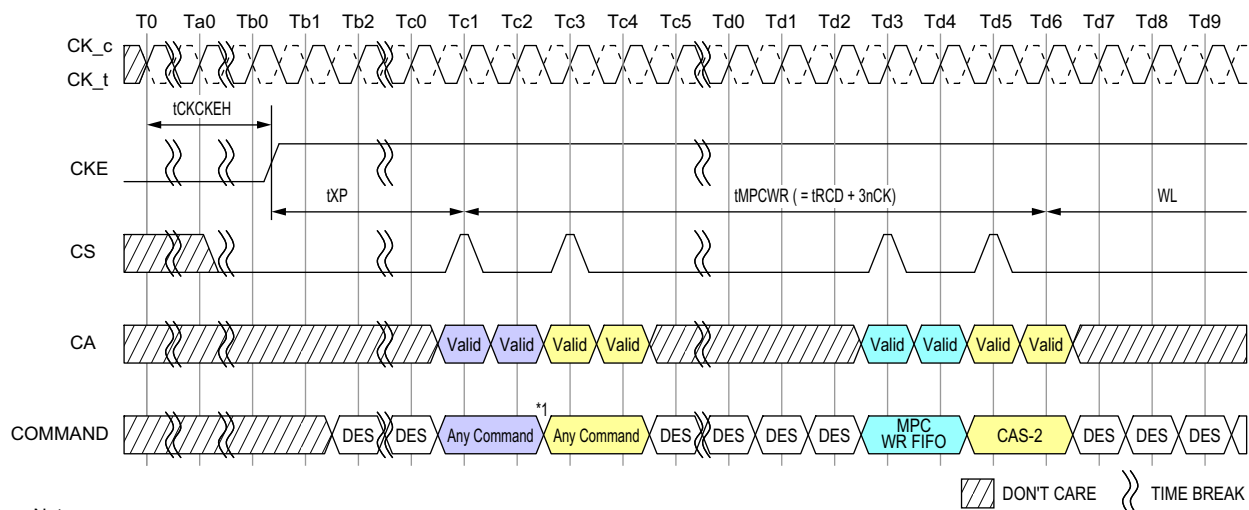 T0 Ta0 Tb0 Tb1 Tb2 Tc0 Tc1 Tc2 Tc3 Tc4 Tc5 Td0 Td1 Td2 Td3 Td4 Td5 Td6 Td7 Td8 Td9
CK_c
CK_t
tCKCKEH
CKE
tXP tMPCWR ( = tRCD + 3nCK) WL
CS
CA Valid Valid Valid Valid Valid Valid Valid Valid
*1
COMMAND DES DES Any Command Any Command DES DES DES DES MPC WR FIFO CAS-2 DES DES DES
DON'T CARE TIME BREAK